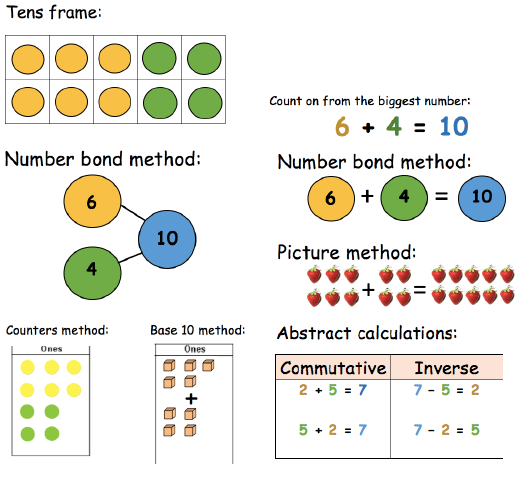 Tens frame:
Count on from the biggest number:
6 + 4 = 10
Number bond method:
6
10
4
Number bond method:
6 + 4 = 10
Picture method:
+ =
Counters method:
Ones
Base 10 method:
Ones
+
Abstract calculations:
Commutative Inverse
2 + 5 = 7 7 - 5 = 2
5 + 2 = 7 7 - 2 = 5